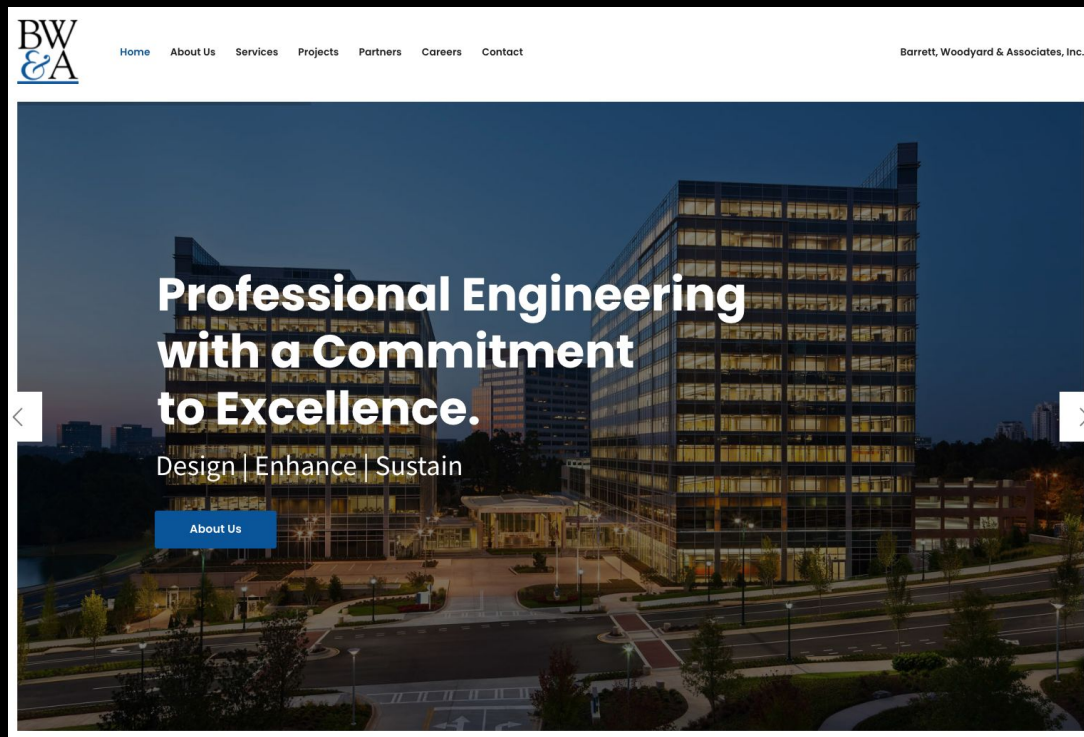 BW
&A
Home About Us Services Projects Partners Careers Contact
Barrett, Woodyard & Associates, Inc.
Professional Engineering
with a Commitment
to Excellence.
Design | Enhance | Sustain
About Us